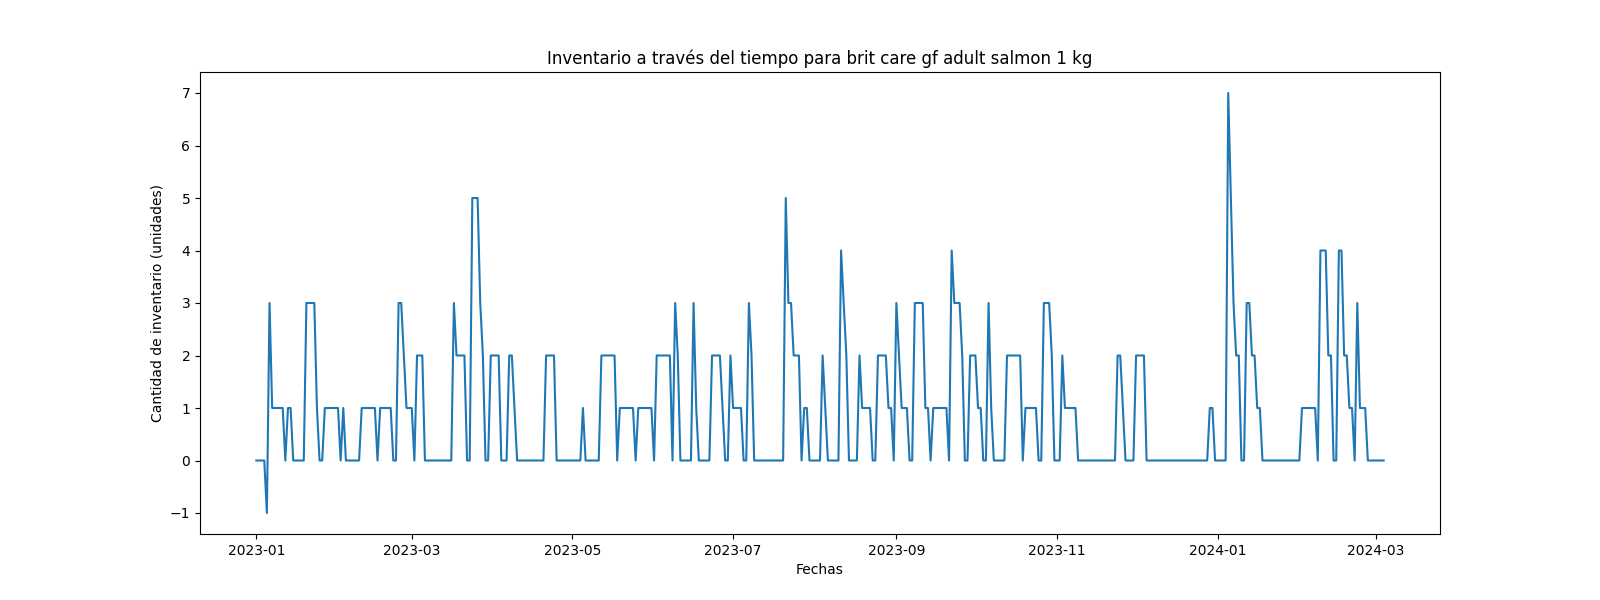 Inventario a través del tiempo para brit care gf adult salmon 1 kg
Cantidad de inventario (unidades)
7
6
5
4
3
2
1
0
−1
2023-01 2023-03 2023-05 2023-07 2023-09 2023-11 2024-01 2024-03
Fechas